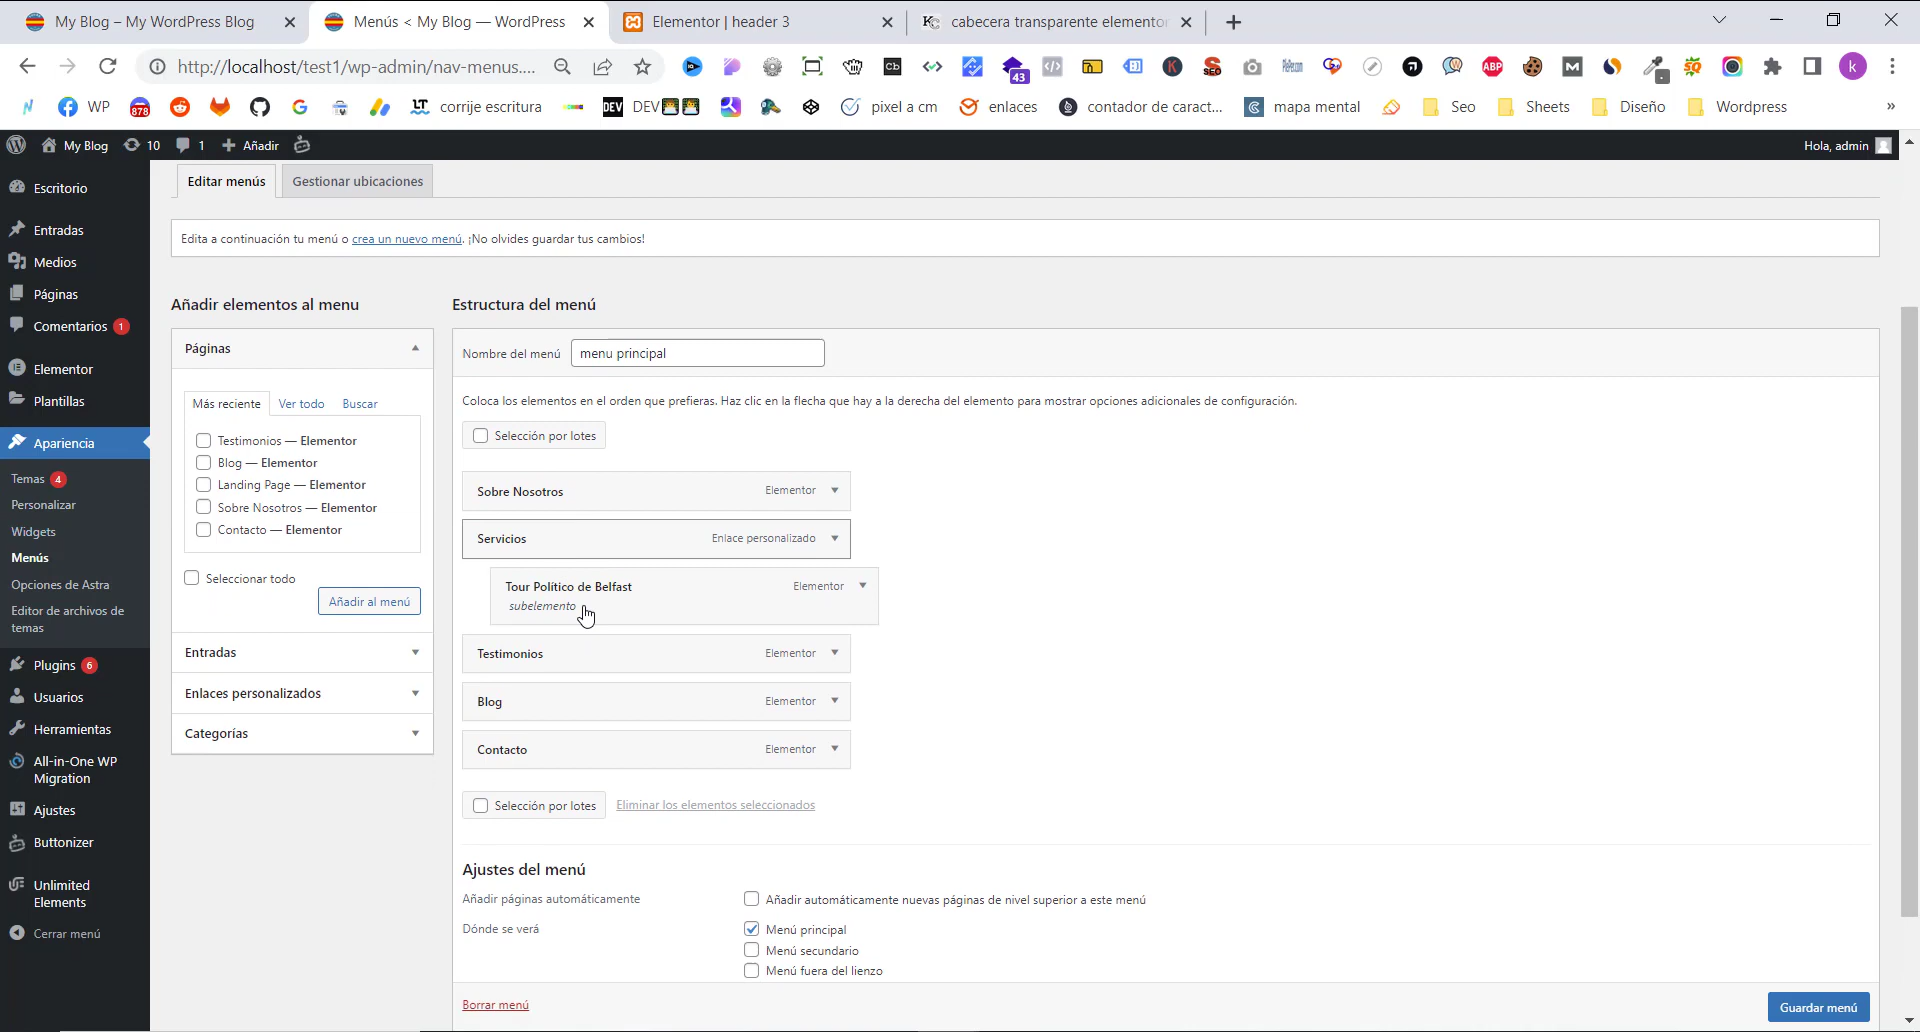 My Blog – My WordPress Blog
Menús < My Blog — WordPress
Elementor | header 3
cabecera transparente elementor
http://localhost/test1/wp-admin/nav-menus....
43
WP
878
LT corrije escritura
DEV DEV
pixel a cm
enlaces
contador de caract...
mapa mental
Seo
Sheets
Diseño
Wordpress
»
My Blog
10
1
Añadir
Hola, admin
Escritorio
Entradas
Medios
Páginas
Comentarios 1
Elementor
Plantillas
Apariencia
Temas 4
Personalizar
Widgets
Menús
Opciones de Astra
Editor de archivos de
temas
Plugins 6
Usuarios
Herramientas
All-in-One WP
Migration
Ajustes
Buttonizer
Unlimited
Elements
Cerrar menú
Editar menús
Gestionar ubicaciones
Edita a continuación tu menú o crea un nuevo menú. ¡No olvides guardar tus cambios!
Añadir elementos al menu
Páginas
Más reciente
Ver todo
Buscar
Testimonios — Elementor
Blog — Elementor
Landing Page — Elementor
Sobre Nosotros — Elementor
Contacto — Elementor
Seleccionar todo
Añadir al menú
Entradas
Enlaces personalizados
Categorías
Estructura del menú
Nombre del menú
menu principal
Coloca los elementos en el orden que prefieras. Haz clic en la flecha que hay a la derecha del elemento para mostrar opciones adicionales de configuración.
Selección por lotes
Sobre Nosotros Elementor
Servicios Enlace personalizado
Tour Político de Belfast Elementor
subelemento
Testimonios Elementor
Blog Elementor
Contacto Elementor
Selección por lotes
Eliminar los elementos seleccionados
Ajustes del menú
Añadir páginas automáticamente
Añadir automáticamente nuevas páginas de nivel superior a este menú
Dónde se verá
Menú principal
Menú secundario
Menú fuera del lienzo
Borrar menú
Guardar menú